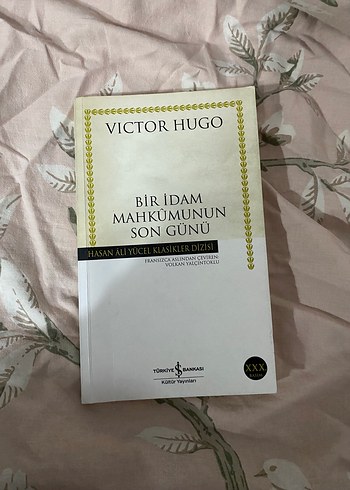 VICTOR HUGO
BİR İDAM
MAHKÛMUNUN
SON GÜNÜ
HASAN ÂLİ YÜCEL KLASİKLER DİZİSİ
FRANSIZCA ASLINDAN ÇEVİREN:
VOLKAN YALÇINTOKLU
TÜRKİYE İŞ BANKASI
Kültür Yayınları
XXX